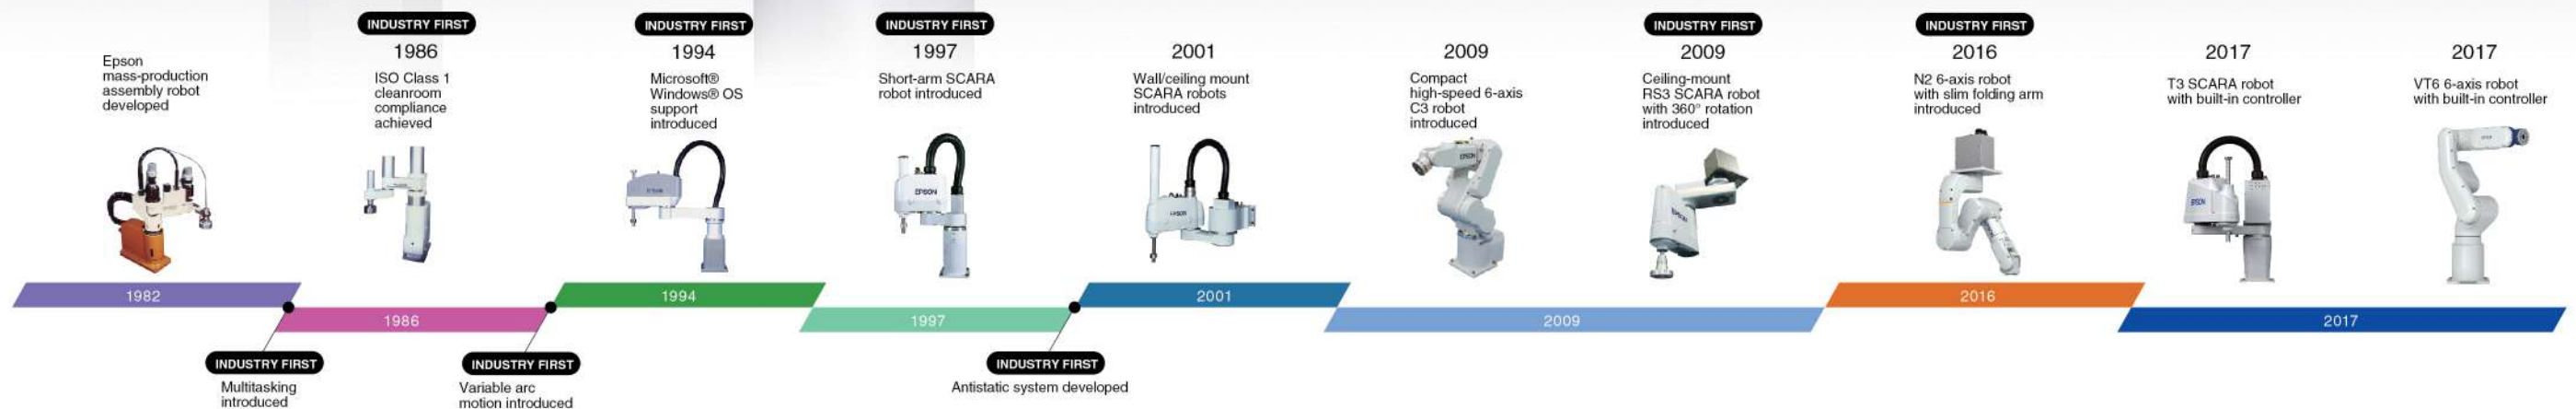 Epson
mass-production
assembly robot
developed
INDUSTRY FIRST
1986
ISO Class 1
cleanroom
compliance
achieved
INDUSTRY FIRST
1994
Microsoft®
Windows® OS
support
introduced
INDUSTRY FIRST
1997
Short-arm SCARA
robot introduced
EPSON
2001
Wall/ceiling mount
SCARA robots
introduced
EPSON
2009
Compact
high-speed 6-axis
C3 robot
introduced
EPSON
INDUSTRY FIRST
2009
Ceiling-mount
RS3 SCARA robot
with 360° rotation
introduced
EPSON
INDUSTRY FIRST
2016
N2 6-axis robot
with slim folding arm
introduced
2017
T3 SCARA robot
with built-in controller
EPSON
2017
VT6 6-axis robot
with built-in controller
1982
1986
1994
1997
2001
2009
2016
2017
INDUSTRY FIRST
Multitasking
introduced
INDUSTRY FIRST
Variable arc
motion introduced
INDUSTRY FIRST
Antistatic system developed